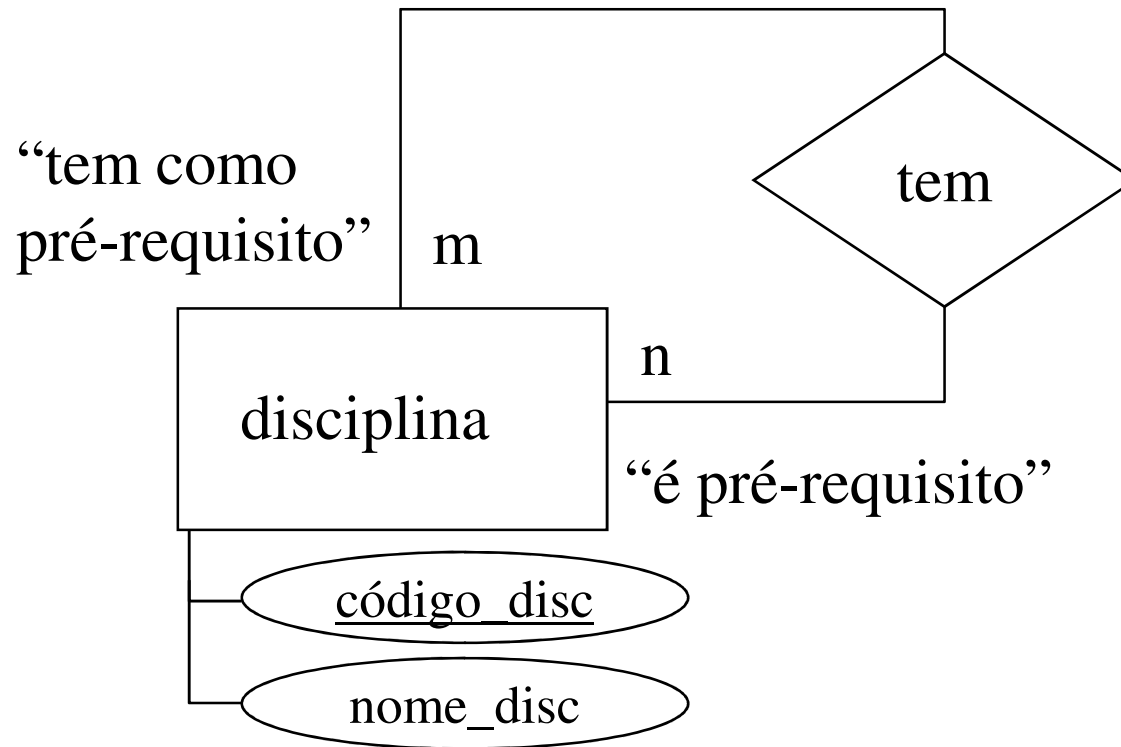 “tem como
pré-requisito”
m
tem
n
disciplina
“é pré-requisito”
código_disc
nome_disc